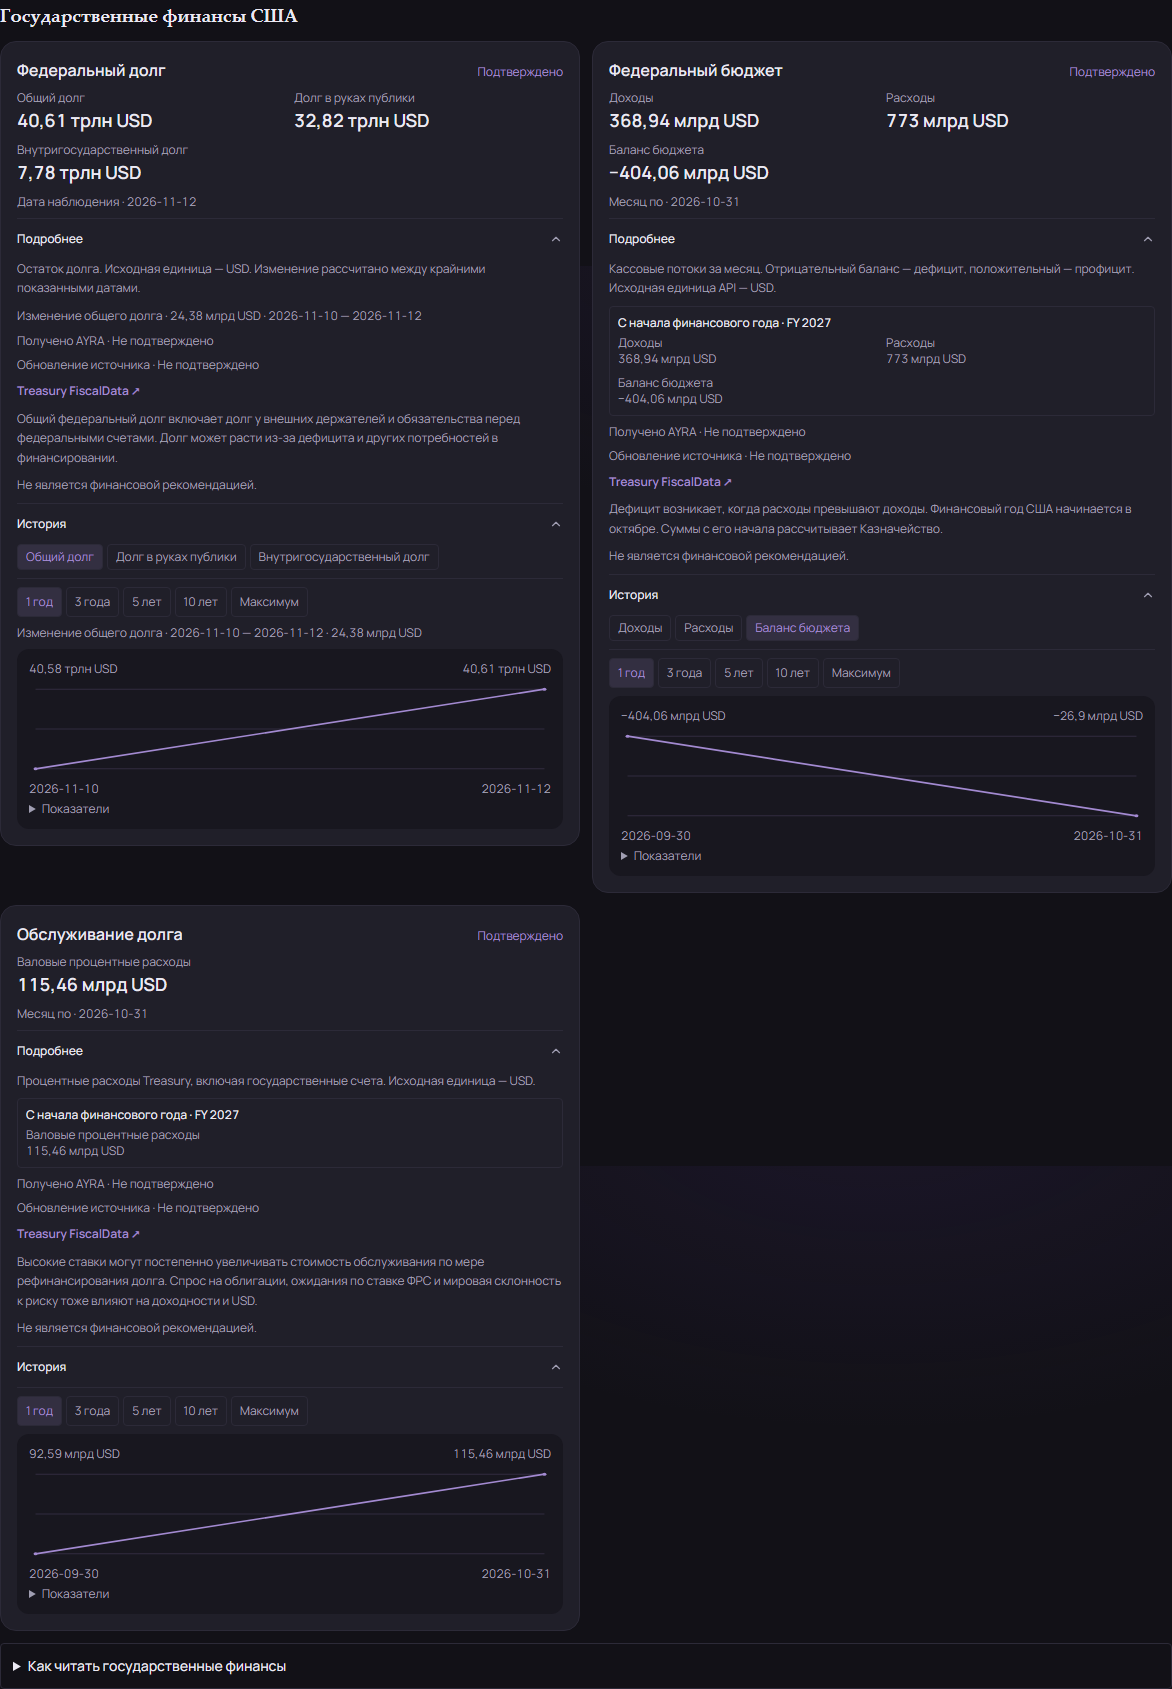 Государственные финансы США
Федеральный долг
Подтверждено
Общий долг
40,61 трлн USD
Долг в руках публики
32,82 трлн USD
Внутригосударственный долг
7,78 трлн USD
Дата наблюдения · 2026-11-12
Подробнее
Остаток долга. Исходная единица — USD. Изменение рассчитано между крайними
показанными датами.
Изменение общего долга · 24,38 млрд USD · 2026-11-10 — 2026-11-12
Получено AYRA · Не подтверждено
Обновление источника · Не подтверждено
Treasury FiscalData ↗
Общий федеральный долг включает долг у внешних держателей и обязательства перед
федеральными счетами. Долг может расти из-за дефицита и других потребностей в
финансировании.
Не является финансовой рекомендацией.
История
Общий долг
Долг в руках публики
Внутригосударственный долг
1 год
3 года
5 лет
10 лет
Максимум
Изменение общего долга · 2026-11-10 — 2026-11-12 · 24,38 млрд USD
40,58 трлн USD
40,61 трлн USD
2026-11-10
2026-11-12
Показатели
Федеральный бюджет
Подтверждено
Доходы
368,94 млрд USD
Расходы
773 млрд USD
Баланс бюджета
−404,06 млрд USD
Месяц по · 2026-10-31
Подробнее
Кассовые потоки за месяц. Отрицательный баланс — дефицит, положительный — профицит.
Исходная единица API — USD.
С начала финансового года · FY 2027
Доходы
368,94 млрд USD
Расходы
773 млрд USD
Баланс бюджета
−404,06 млрд USD
Получено AYRA · Не подтверждено
Обновление источника · Не подтверждено
Treasury FiscalData ↗
Дефицит возникает, когда расходы превышают доходы. Финансовый год США начинается в
октябре. Суммы с его начала рассчитывает Казначейство.
Не является финансовой рекомендацией.
История
Доходы
Расходы
Баланс бюджета
1 год
3 года
5 лет
10 лет
Максимум
−404,06 млрд USD
−26,9 млрд USD
2026-09-30
2026-10-31
Показатели
Обслуживание долга
Подтверждено
Валовые процентные расходы
115,46 млрд USD
Месяц по · 2026-10-31
Подробнее
Процентные расходы Treasury, включая государственные счета. Исходная единица — USD.
С начала финансового года · FY 2027
Валовые процентные расходы
115,46 млрд USD
Получено AYRA · Не подтверждено
Обновление источника · Не подтверждено
Treasury FiscalData ↗
Высокие ставки могут постепенно увеличивать стоимость обслуживания по мере
рефинансирования долга. Спрос на облигации, ожидания по ставке ФРС и мировая склонность
к риску тоже влияют на доходности и USD.
Не является финансовой рекомендацией.
История
1 год
3 года
5 лет
10 лет
Максимум
92,59 млрд USD
115,46 млрд USD
2026-09-30
2026-10-31
Показатели
Как читать государственные финансы